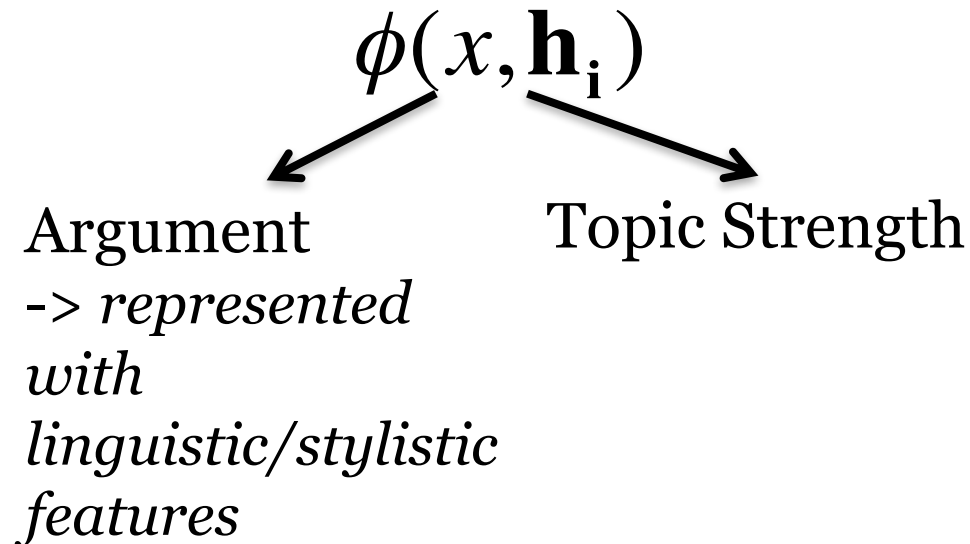 ϕ(x, hᵢ)
Argument
-> represented
with
linguistic/stylistic
features
Topic Strength